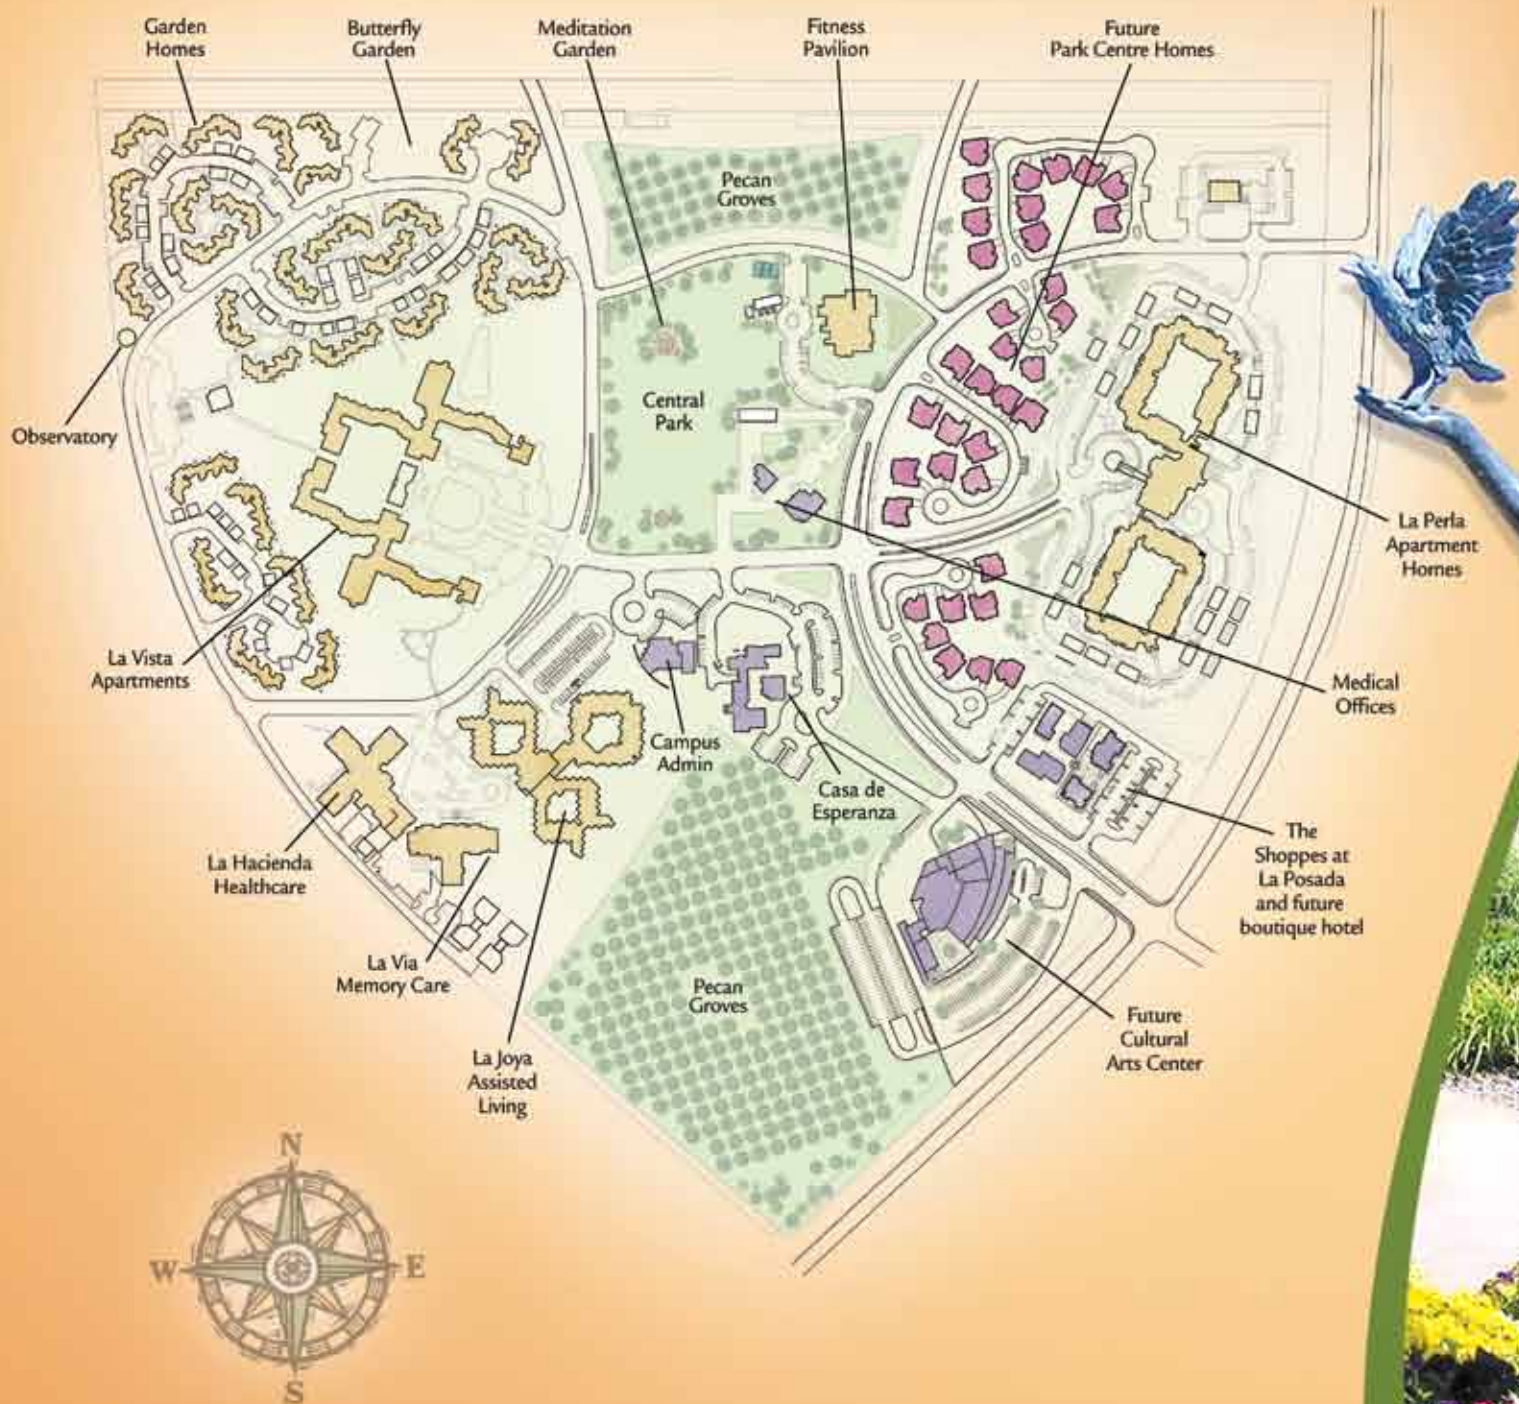 Garden
Homes
Butterfly
Garden
Meditation
Garden
Fitness
Pavilion
Future
Park Centre Homes
Pecan
Groves
Central
Park
Observatory
La Perla
Apartment
Homes
La Vista
Apartments
Medical
Offices
Campus
Admin
Casa de
Esperanza
La Hacienda
Healthcare
The
Shoppes at
La Posada
and future
boutique hotel
La Via
Memory Care
Pecan
Groves
Future
Cultural
Arts Center
La Joya
Assisted
Living
N
W
E
S